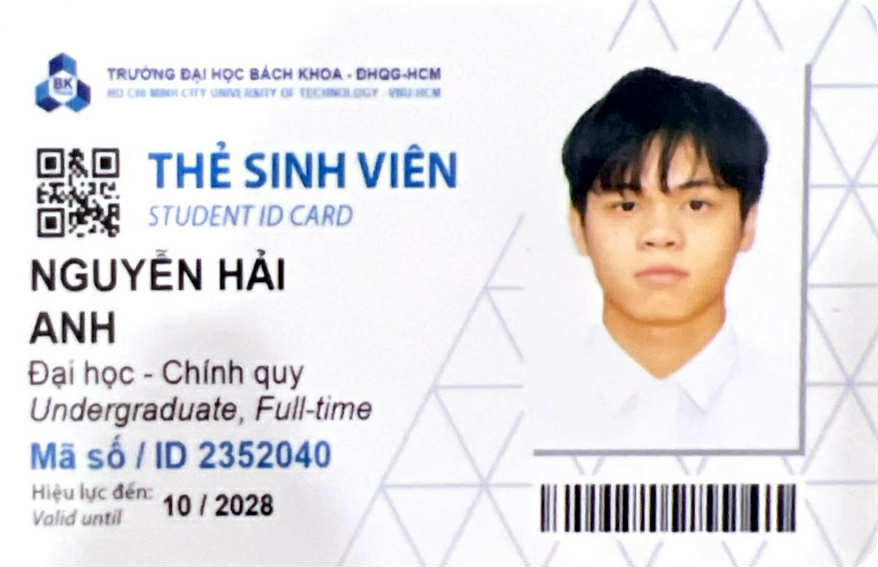 BK
TRƯỜNG ĐẠI HỌC BÁCH KHOA - ĐHQG-HCM
HO CHI MINH CITY UNIVERSITY OF TECHNOLOGY - VNU-HCM
THẺ SINH VIÊN
STUDENT ID CARD
NGUYỄN HẢI
ANH
Đại học - Chính quy
Undergraduate, Full-time
Mã số / ID 2352040
Hiệu lực đến: 10 / 2028
Valid until